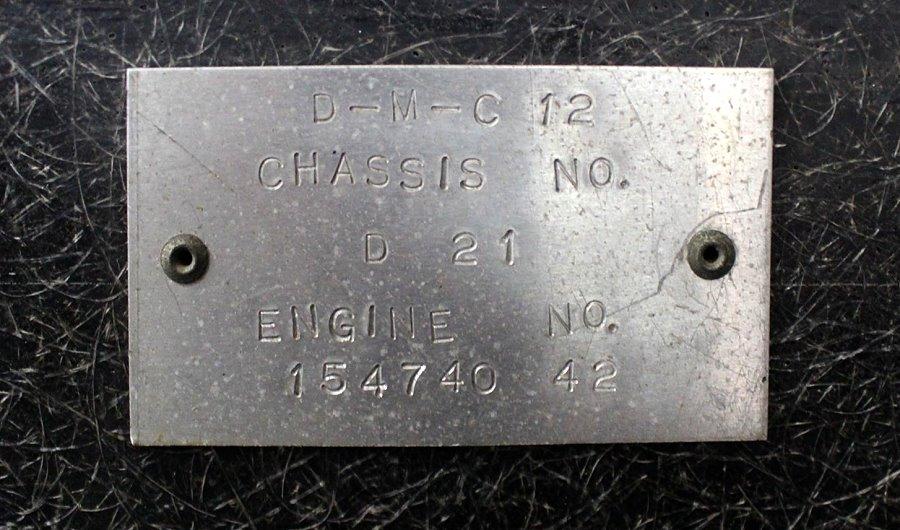 D-M-C 12
CHASSIS NO.
D 21
ENGINE NO.
154740 42